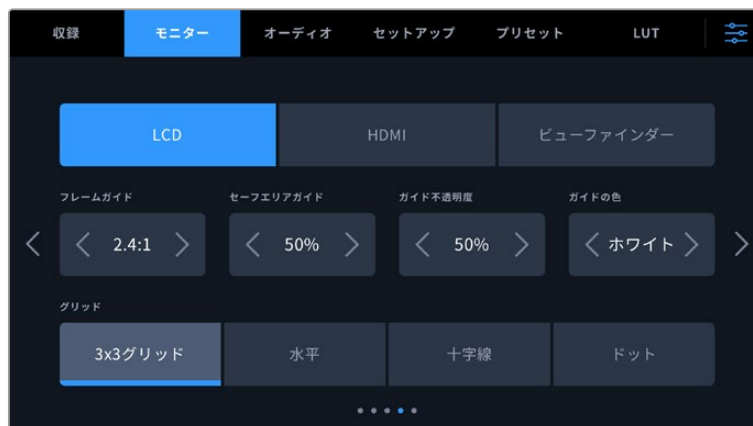 収録 モニター オーディオ セットアップ プリセット LUT
LCD HDMI ビューファインダー
フレームガイド セーフエリアガイド ガイド不透明度 ガイドの色
2.4:1 50% 50% ホワイト
グリッド
3x3グリッド 水平 十字線 ドット